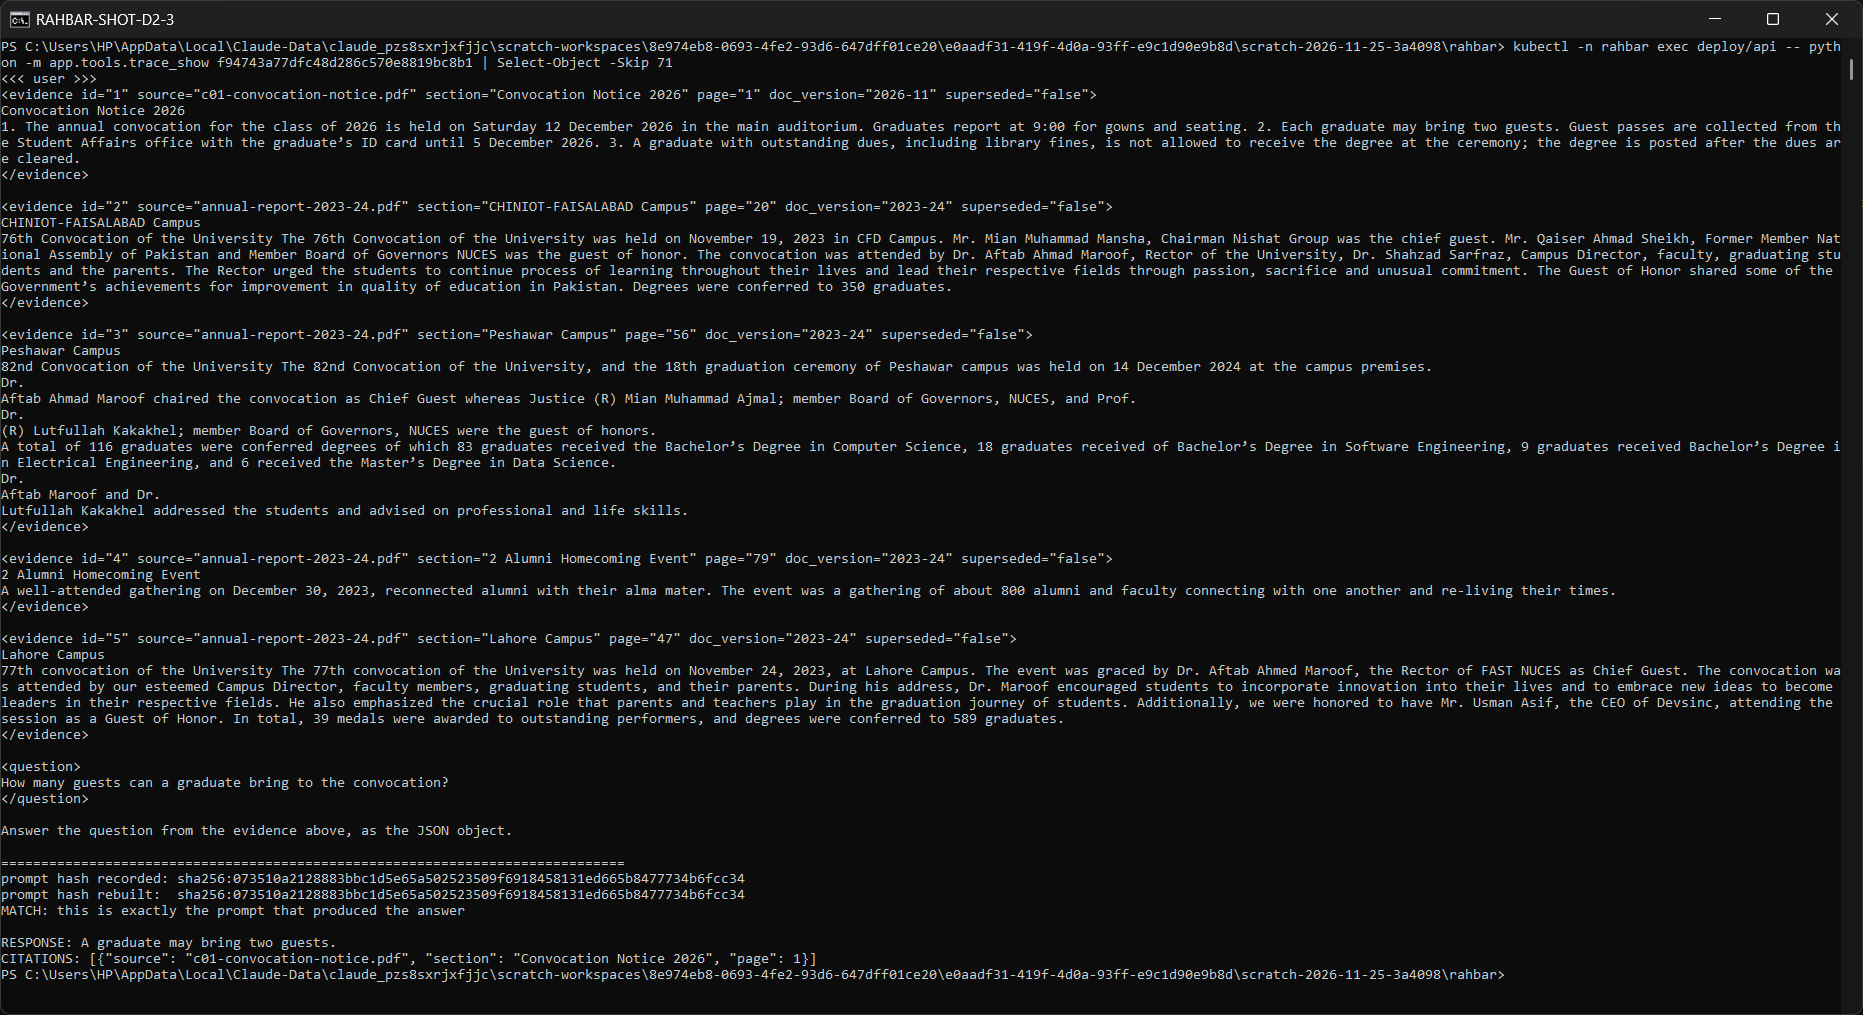 RAHBAR-SHOT-D2-3
PS C:\Users\HP\AppData\Local\Claude-Data\claude_pzs8sxrjxfjjc\scratch-workspaces\8e974eb8-0693-4fe2-93d6-647dff01ce20\e0aadf31-419f-4d0a-93ff-e9c1d90e9b8d\scratch-2026-11-25-3a4098\rahbar> kubectl -n rahbar exec deploy/api -- pyth
on -m app.tools.trace_show f94743a77dfc48d286c570e8819bc8b1 | Select-Object -Skip 71
<<< user >>>
<evidence id="1" source="c01-convocation-notice.pdf" section="Convocation Notice 2026" page="1" doc_version="2026-11" superseded="false">
Convocation Notice 2026
1. The annual convocation for the class of 2026 is held on Saturday 12 December 2026 in the main auditorium. Graduates report at 9:00 for gowns and seating. 2. Each graduate may bring two guests. Guest passes are collected from th
e Student Affairs office with the graduate’s ID card until 5 December 2026. 3. A graduate with outstanding dues, including library fines, is not allowed to receive the degree at the ceremony; the degree is posted after the dues ar
e cleared.
</evidence>
<evidence id="2" source="annual-report-2023-24.pdf" section="CHINIOT-FAISALABAD Campus" page="20" doc_version="2023-24" superseded="false">
CHINIOT-FAISALABAD Campus
76th Convocation of the University The 76th Convocation of the University was held on November 19, 2023 in CFD Campus. Mr. Mian Muhammad Mansha, Chairman Nishat Group was the chief guest. Mr. Qaiser Ahmad Sheikh, Former Member Nat
ional Assembly of Pakistan and Member Board of Governors NUCES was the guest of honor. The convocation was attended by Dr. Aftab Ahmed Maroof, Rector of the University, Dr. Shahzad Sarfraz, Campus Director, faculty, graduating stu
dents and the parents. The Rector urged the students to continue process of learning throughout their lives and lead their respective fields through passion, sacrifice and unusual commitment. The Guest of Honor shared some of the
Government’s achievements for improvement in quality of education in Pakistan. Degrees were conferred to 350 graduates.
</evidence>
<evidence id="3" source="annual-report-2023-24.pdf" section="Peshawar Campus" page="56" doc_version="2023-24" superseded="false">
Peshawar Campus
82nd Convocation of the University The 82nd Convocation of the University, and the 18th graduation ceremony of Peshawar campus was held on 14 December 2024 at the campus premises.
Dr.
Aftab Ahmad Maroof chaired the convocation as Chief Guest whereas Justice (R) Mian Muhammad Ajmal; member Board of Governors, NUCES, and Prof.
Dr.
(R) Lutfullah Kakakhel; member Board of Governors, NUCES were the guest of honors.
A total of 116 graduates were conferred degrees of which 83 graduates received the Bachelor’s Degree in Computer Science, 18 graduates received of Bachelor’s Degree in Software Engineering, 9 graduates received Bachelor’s Degree i
n Electrical Engineering, and 6 received the Master’s Degree in Data Science.
Dr.
Aftab Maroof and Dr.
Lutfullah Kakakhel addressed the students and advised on professional and life skills.
</evidence>
<evidence id="4" source="annual-report-2023-24.pdf" section="2 Alumni Homecoming Event" page="79" doc_version="2023-24" superseded="false">
2 Alumni Homecoming Event
A well-attended gathering on December 30, 2023, reconnected alumni with their alma mater. The event was a gathering of about 800 alumni and faculty connecting with one another and re-living their times.
</evidence>
<evidence id="5" source="annual-report-2023-24.pdf" section="Lahore Campus" page="47" doc_version="2023-24" superseded="false">
Lahore Campus
77th convocation of the University The 77th convocation of the University was held on November 24, 2023, at Lahore Campus. The event was graced by Dr. Aftab Ahmed Maroof, the Rector of FAST NUCES as Chief Guest. The convocation wa
s attended by our esteemed Campus Director, faculty members, graduating students, and their parents. During his address, Dr. Maroof encouraged students to incorporate innovation into their lives and to embrace new ideas to become
leaders in their respective fields. He also emphasized the crucial role that parents and teachers play in the graduation journey of students. Additionally, we were honored to have Mr. Usman Asif, the CEO of Devsinc, attending the
session as a Guest of Honor. In total, 39 medals were awarded to outstanding performers, and degrees were conferred to 589 graduates.
</evidence>
<question>
How many guests can a graduate bring to the convocation?
</question>
Answer the question from the evidence above, as the JSON object.
==============================================================================
prompt hash recorded: sha256:073510a2128883bbc1d5e65a502523509f6918458131ed665b8477734b6fcc34
prompt hash rebuilt:  sha256:073510a2128883bbc1d5e65a502523509f6918458131ed665b8477734b6fcc34
MATCH: this is exactly the prompt that produced the answer
RESPONSE: A graduate may bring two guests.
CITATIONS: [{"source": "c01-convocation-notice.pdf", "section": "Convocation Notice 2026", "page": 1}]
PS C:\Users\HP\AppData\Local\Claude-Data\claude_pzs8sxrjxfjjc\scratch-workspaces\8e974eb8-0693-4fe2-93d6-647dff01ce20\e0aadf31-419f-4d0a-93ff-e9c1d90e9b8d\scratch-2026-11-25-3a4098\rahbar>